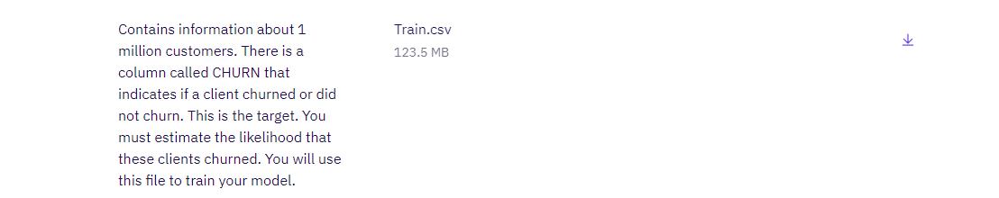 Contains information about 1
million customers. There is a
column called CHURN that
indicates if a client churned or did
not churn. This is the target. You
must estimate the likelihood that
these clients churned. You will use
this file to train your model.
Train.csv
123.5 MB